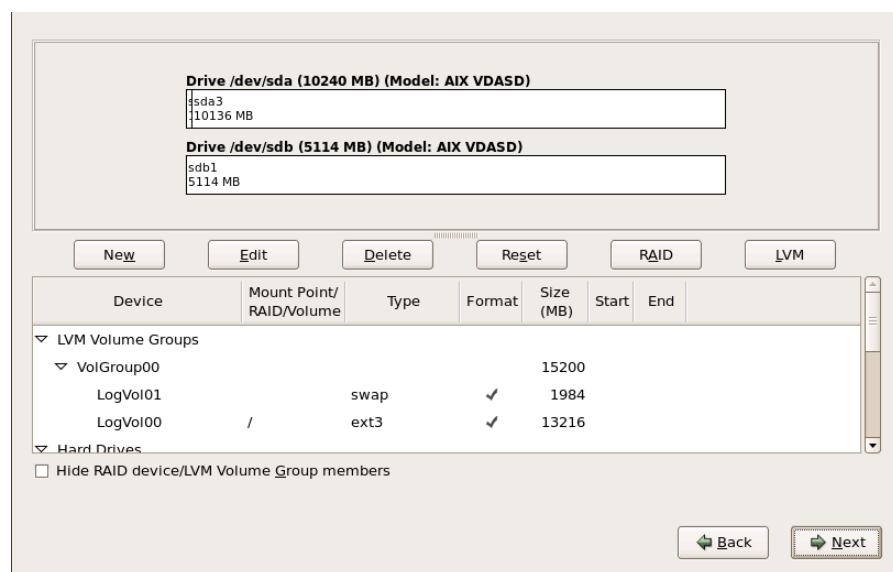 Drive /dev/sda (10240 MB) (Model: AIX VDASD)
sda3
10136 MB
Drive /dev/sdb (5114 MB) (Model: AIX VDASD)
sdb1
5114 MB
New Edit Delete Reset RAID LVM
Device Mount Point/ RAID/Volume Type Format Size (MB) Start End
LVM Volume Groups
VolGroup00 15200
LogVol01 swap 1984
LogVol00 / ext3 13216
Hard Drives
Hide RAID device/LVM Volume Group members
Back Next